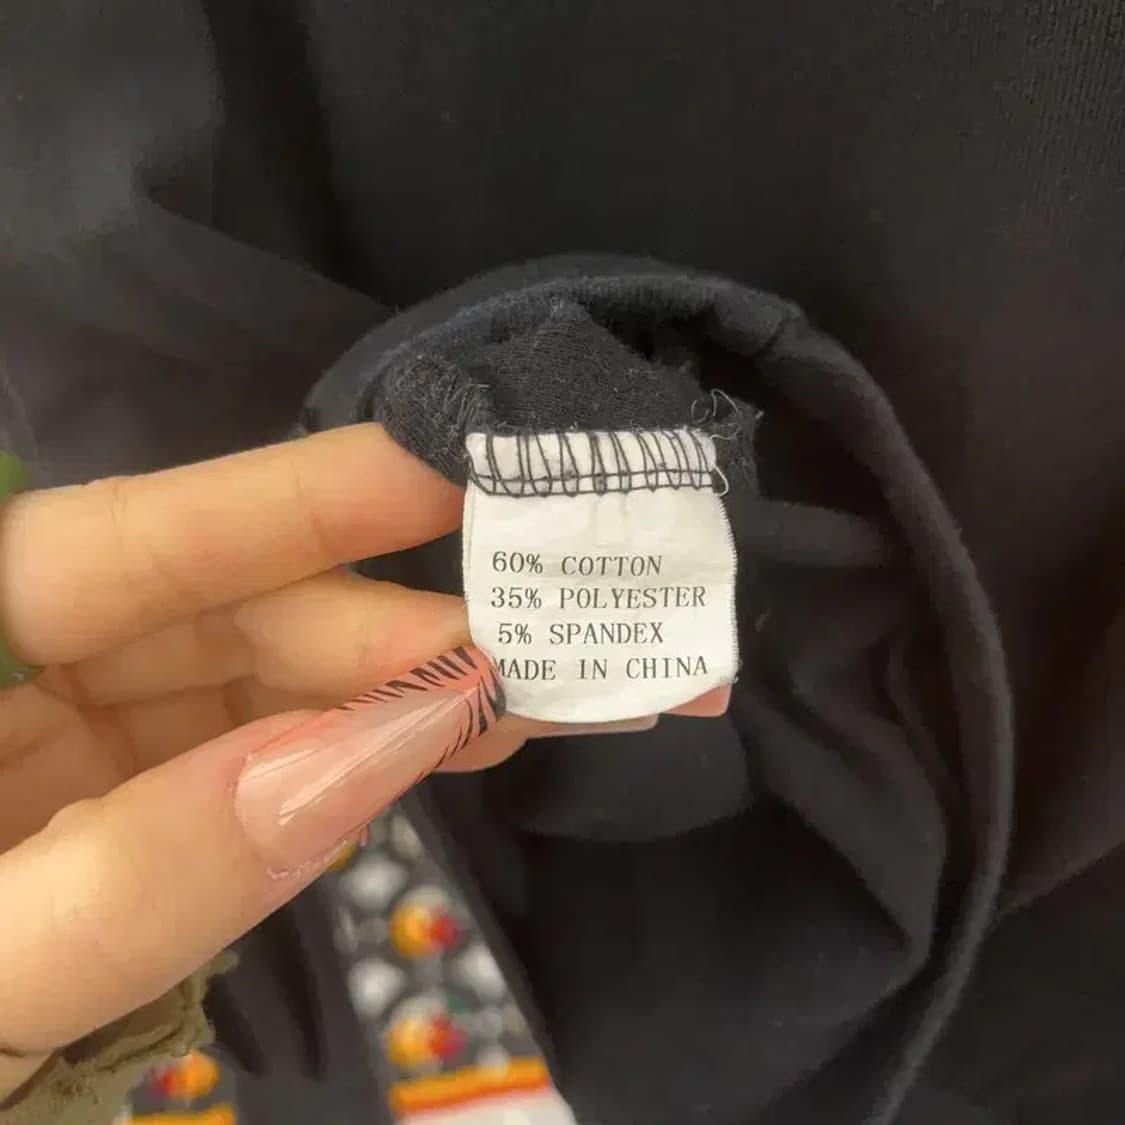 60% COTTON
35% POLYESTER
5% SPANDEX
MADE IN CHINA